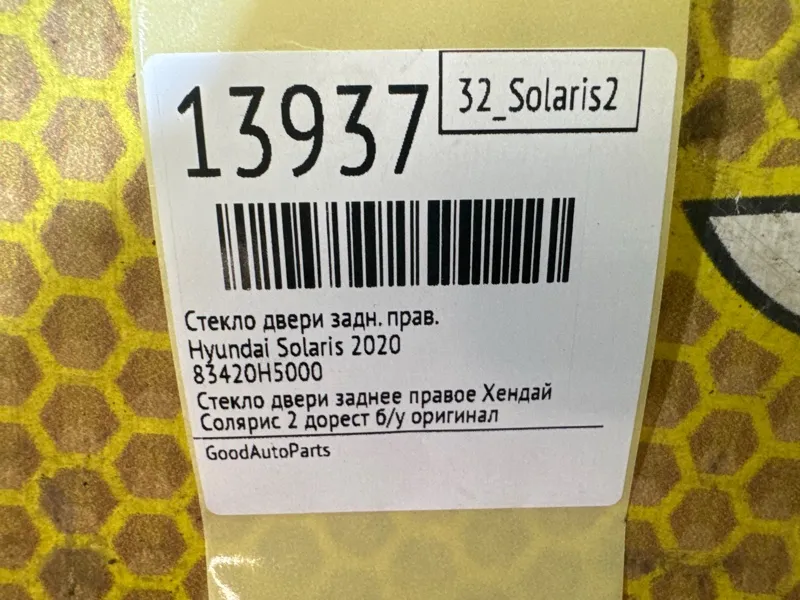 13937
32_Solaris2
Стекло двери задн. прав.
Hyundai Solaris 2020
83420H5000
Стекло двери заднее правое Хендай
Солярис 2 дорест б/у оригинал
GoodAutoParts